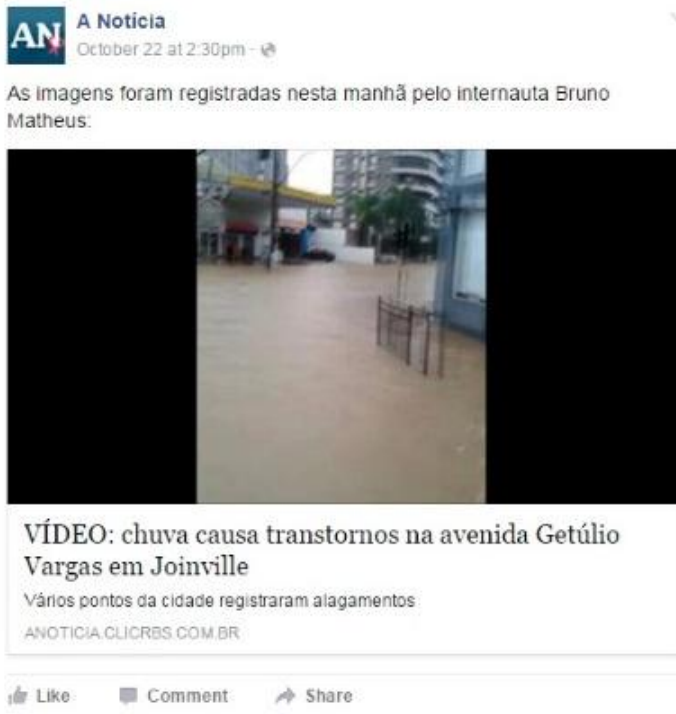 AN
A Notícia
October 22 at 2:30pm -
As imagens foram registradas nesta manhã pelo internauta Bruno
Matheus:
VÍDEO: chuva causa transtornos na avenida Getúlio
Vargas em Joinville
Vários pontos da cidade registraram alagamentos
ANOTICIA.CLICRBS.COM.BR
Like Comment Share